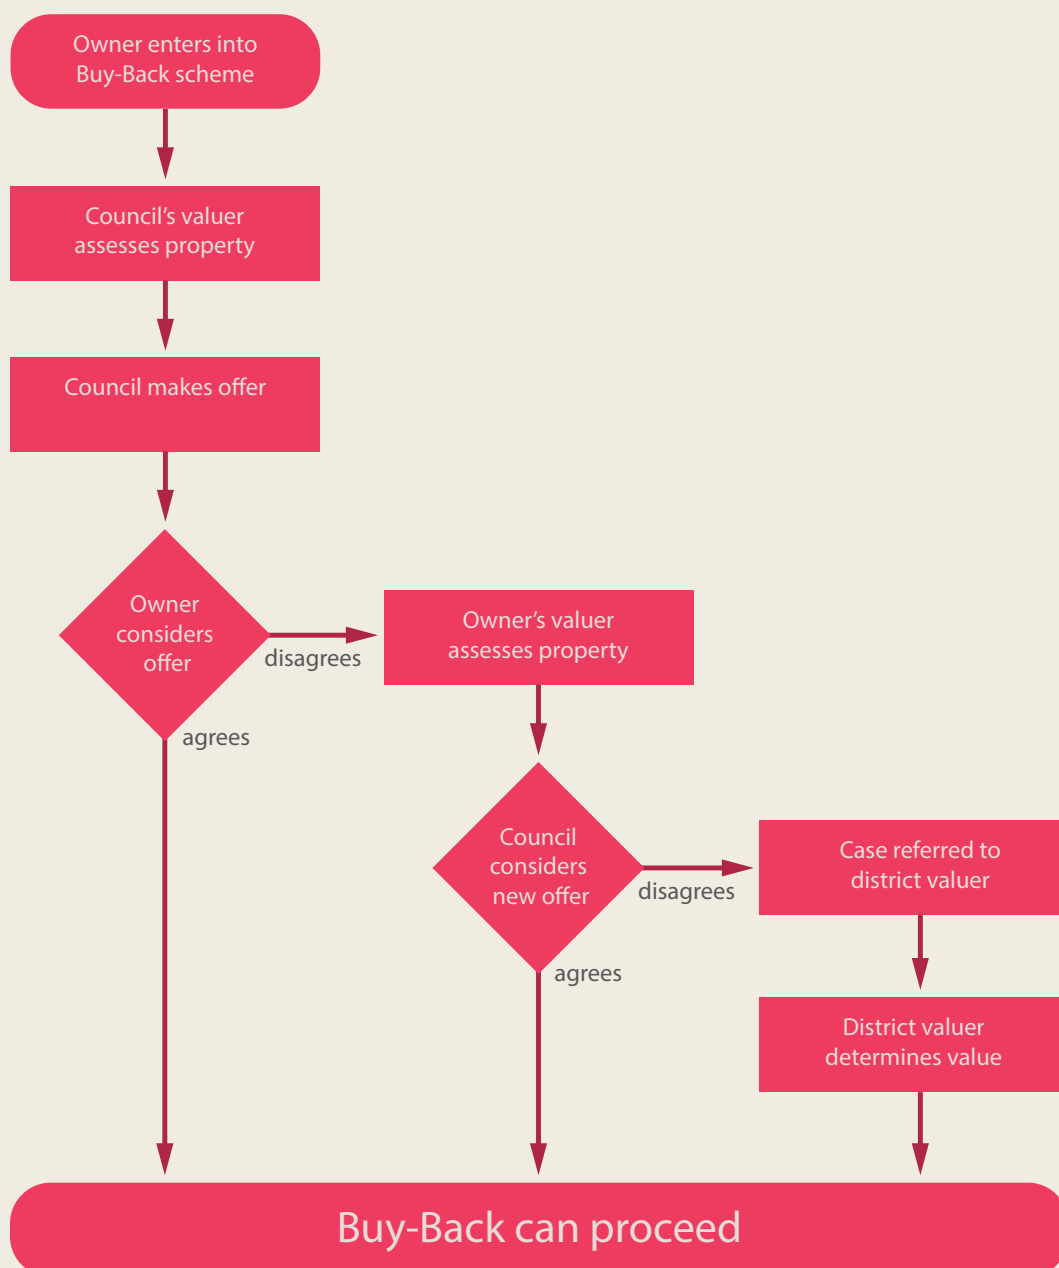 Owner enters into
Buy-Back scheme
Council’s valuer
assesses property
Council makes offer
Owner
considers
offer
disagrees
agrees
Owner’s valuer
assesses property
Council
considers
new offer
disagrees
agrees
Case referred to
district valuer
District valuer
determines value
Buy-Back can proceed